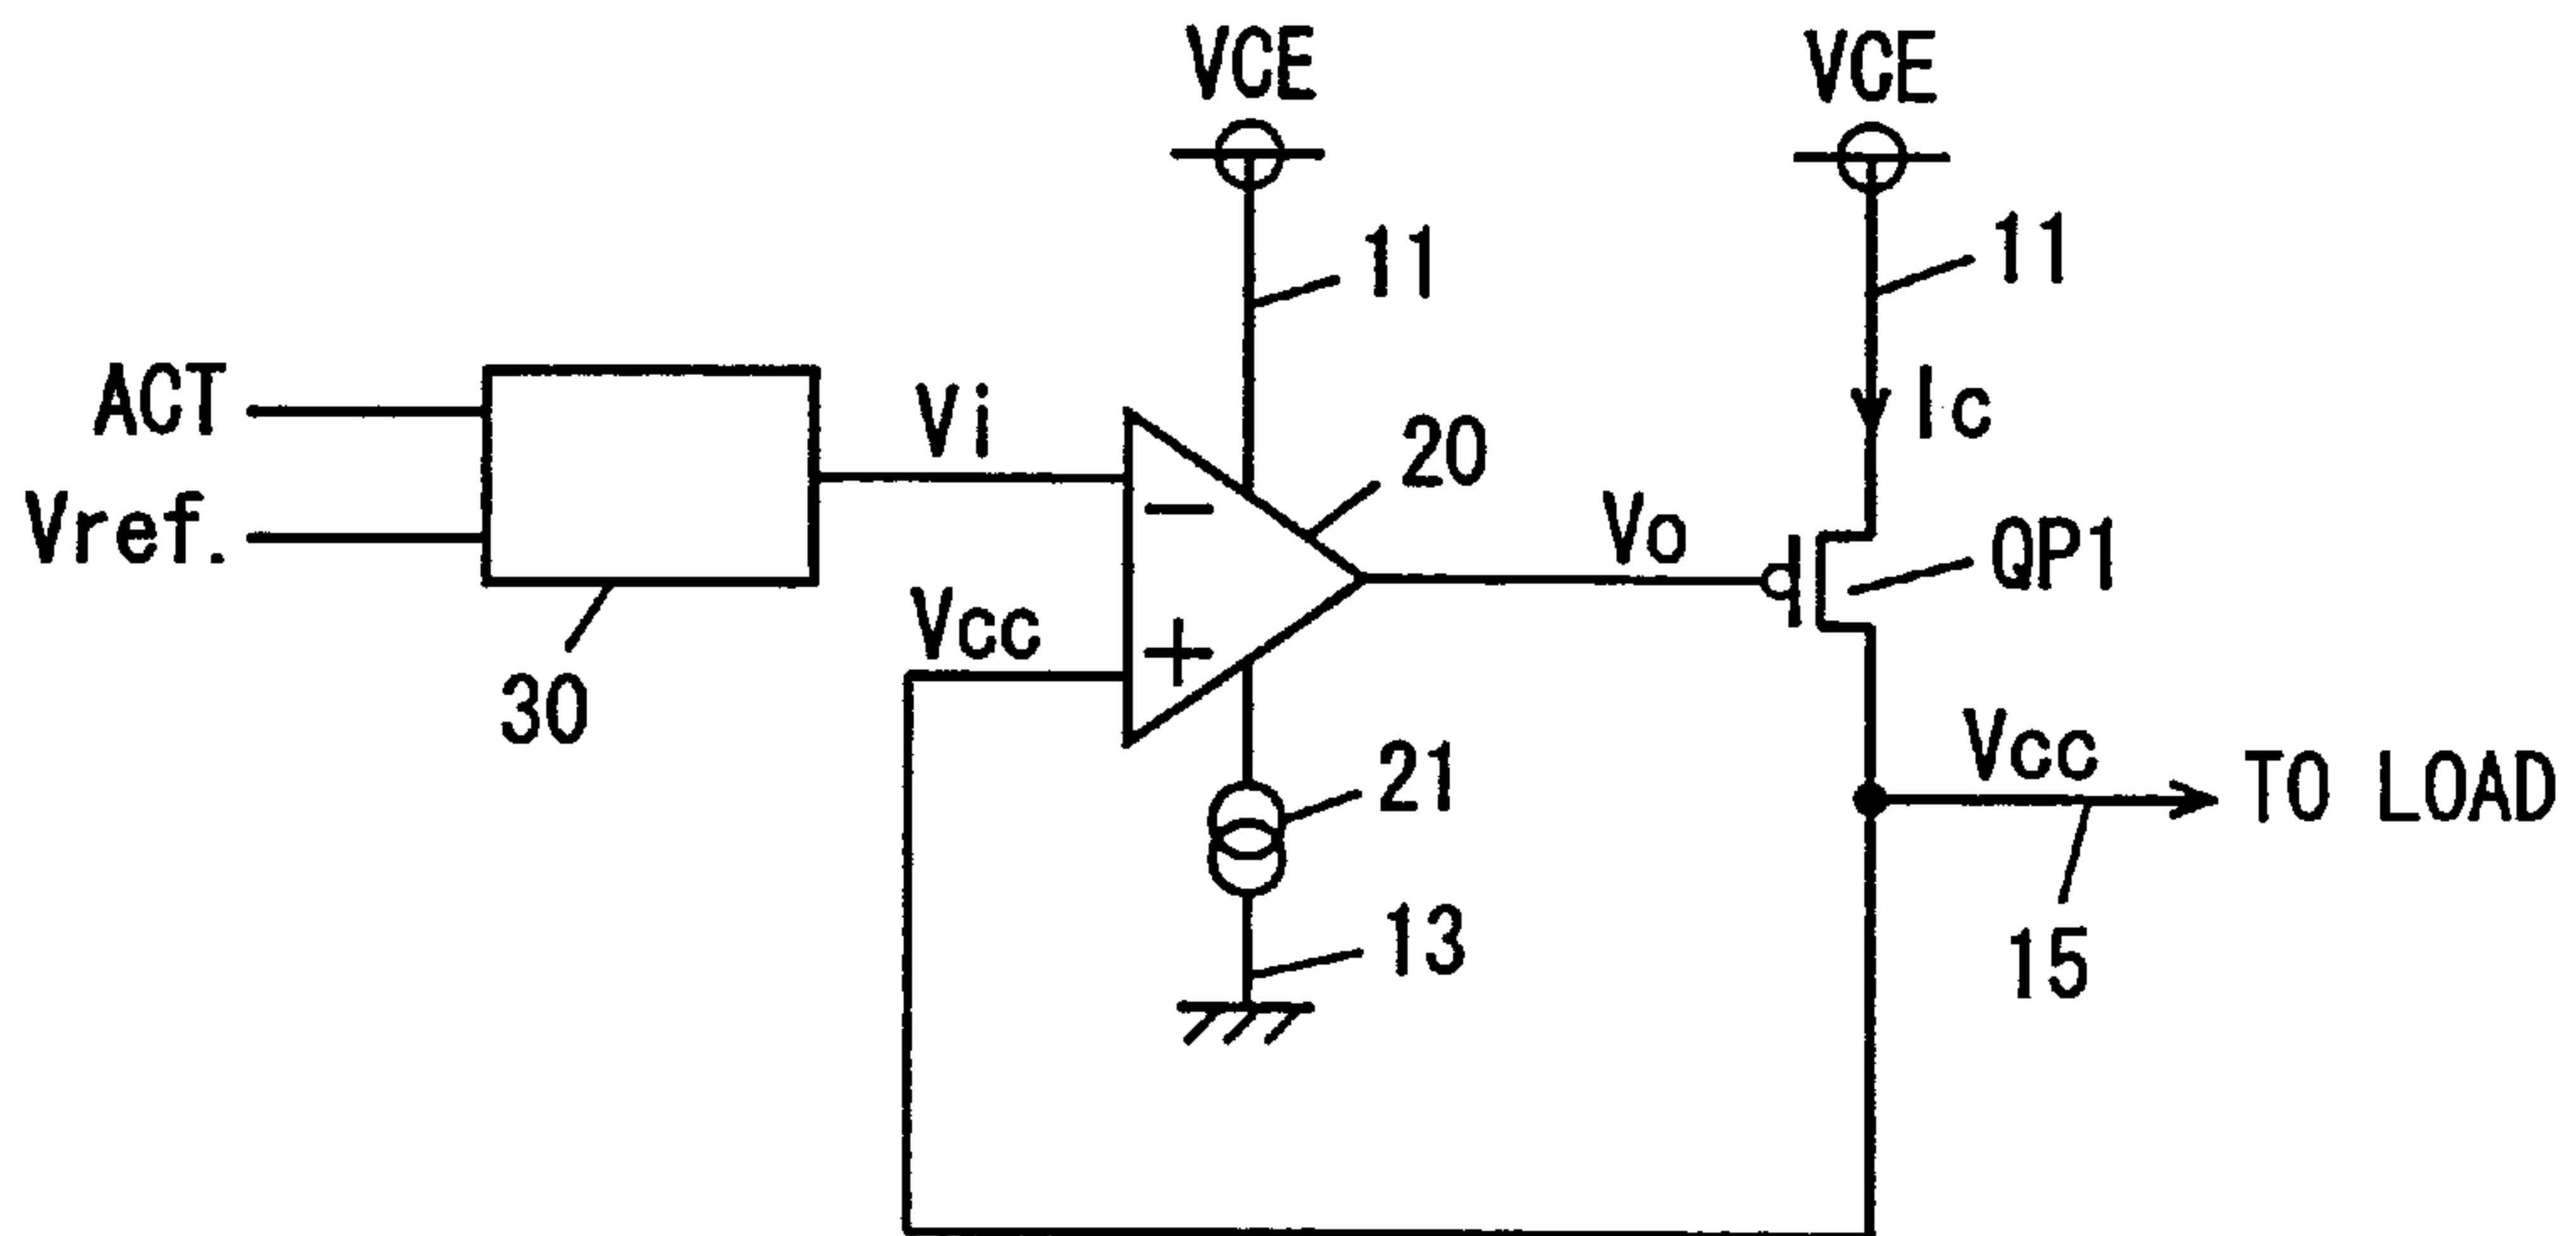 VCE
VCE
11
11
ACT
Vi
Ic
20
Vref.
Vo
QP1
Vcc
30
21
Vcc
TO LOAD
13
15
-
+